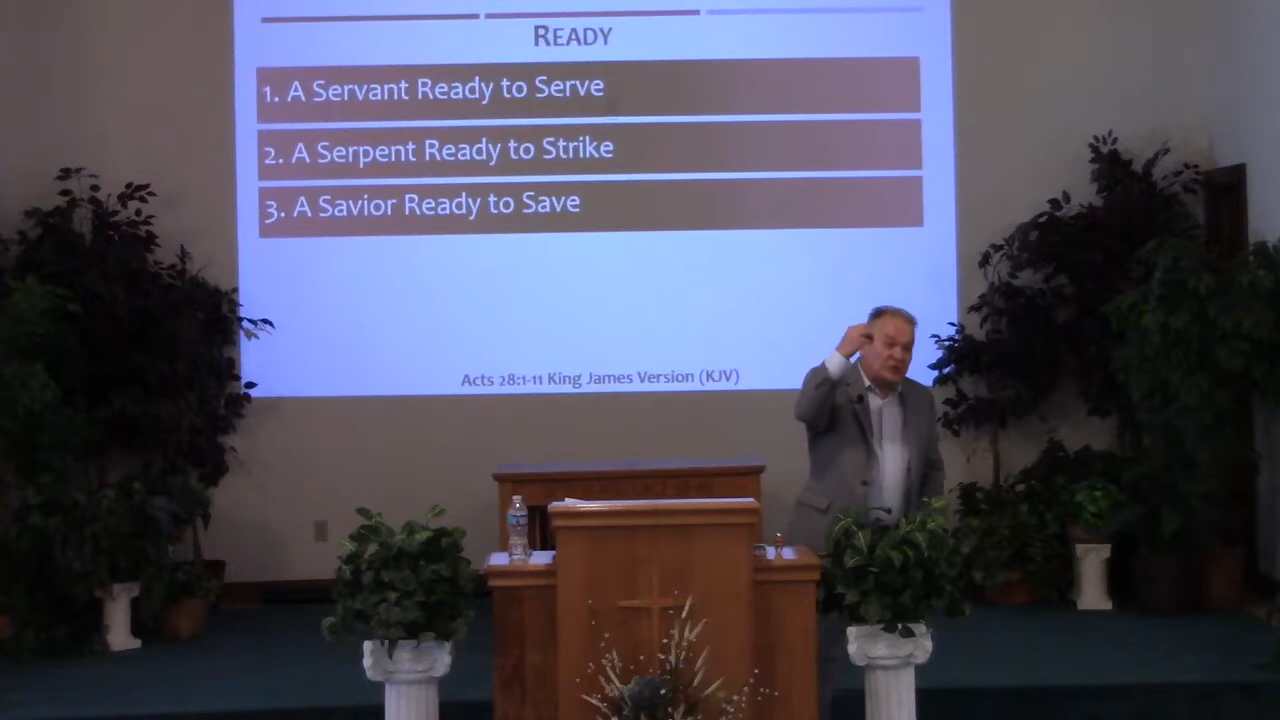 READY
1. A Servant Ready to Serve
2. A Serpent Ready to Strike
3. A Savior Ready to Save
Acts 28:1-11 King James Version (KJV)